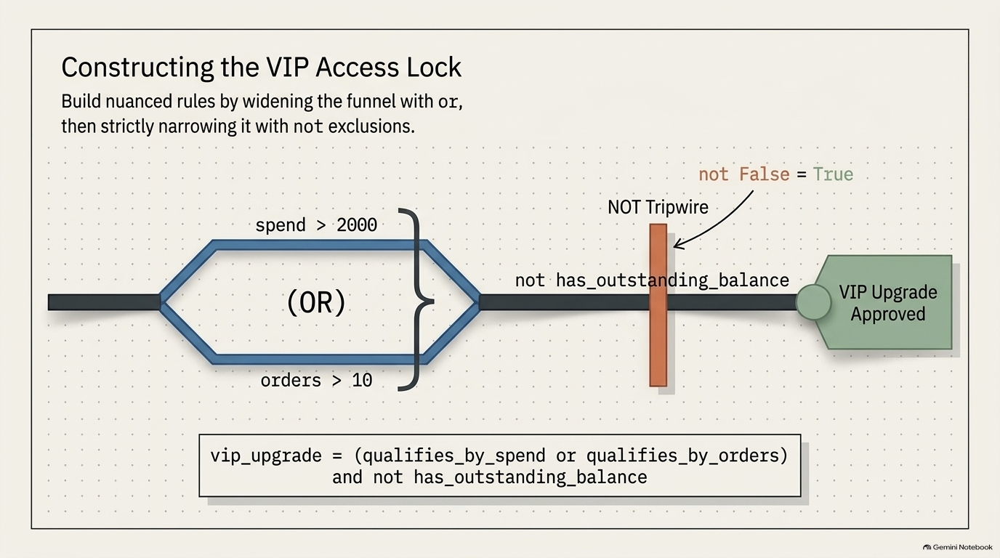 Constructing the VIP Access Lock
Build nuanced rules by widening the funnel with or,
then strictly narrowing it with not exclusions.
not False = True
NOT Tripwire
spend > 2000
not has_outstanding_balance
(OR)
VIP Upgrade
Approved
orders > 10
vip_upgrade = (qualifies_by_spend or qualifies_by_orders)
and not has_outstanding_balance
Gemini Notebook